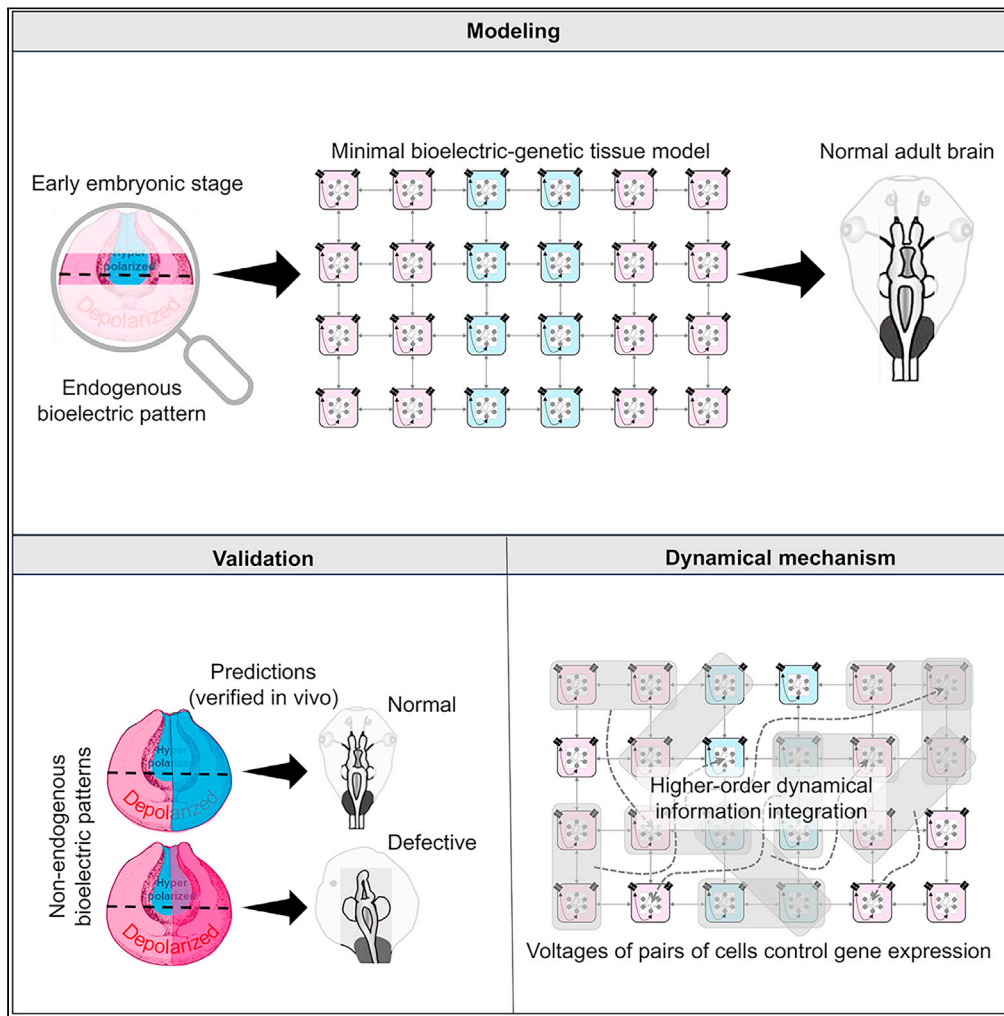 Modeling
Early embryonic stage
Minimal bioelectric-genetic tissue model
Normal adult brain
Hyper
polarized
Depolarized
Endogenous
bioelectric pattern
Validation
Dynamical mechanism
Non-endogenous
bioelectric patterns
Predictions
(verified in vivo)
Normal
Hyper
polarized
Depolarized
Defective
Hyper
polarized
Depolarized
Higher-order dynamical
information integration
Voltages of pairs of cells control gene expression